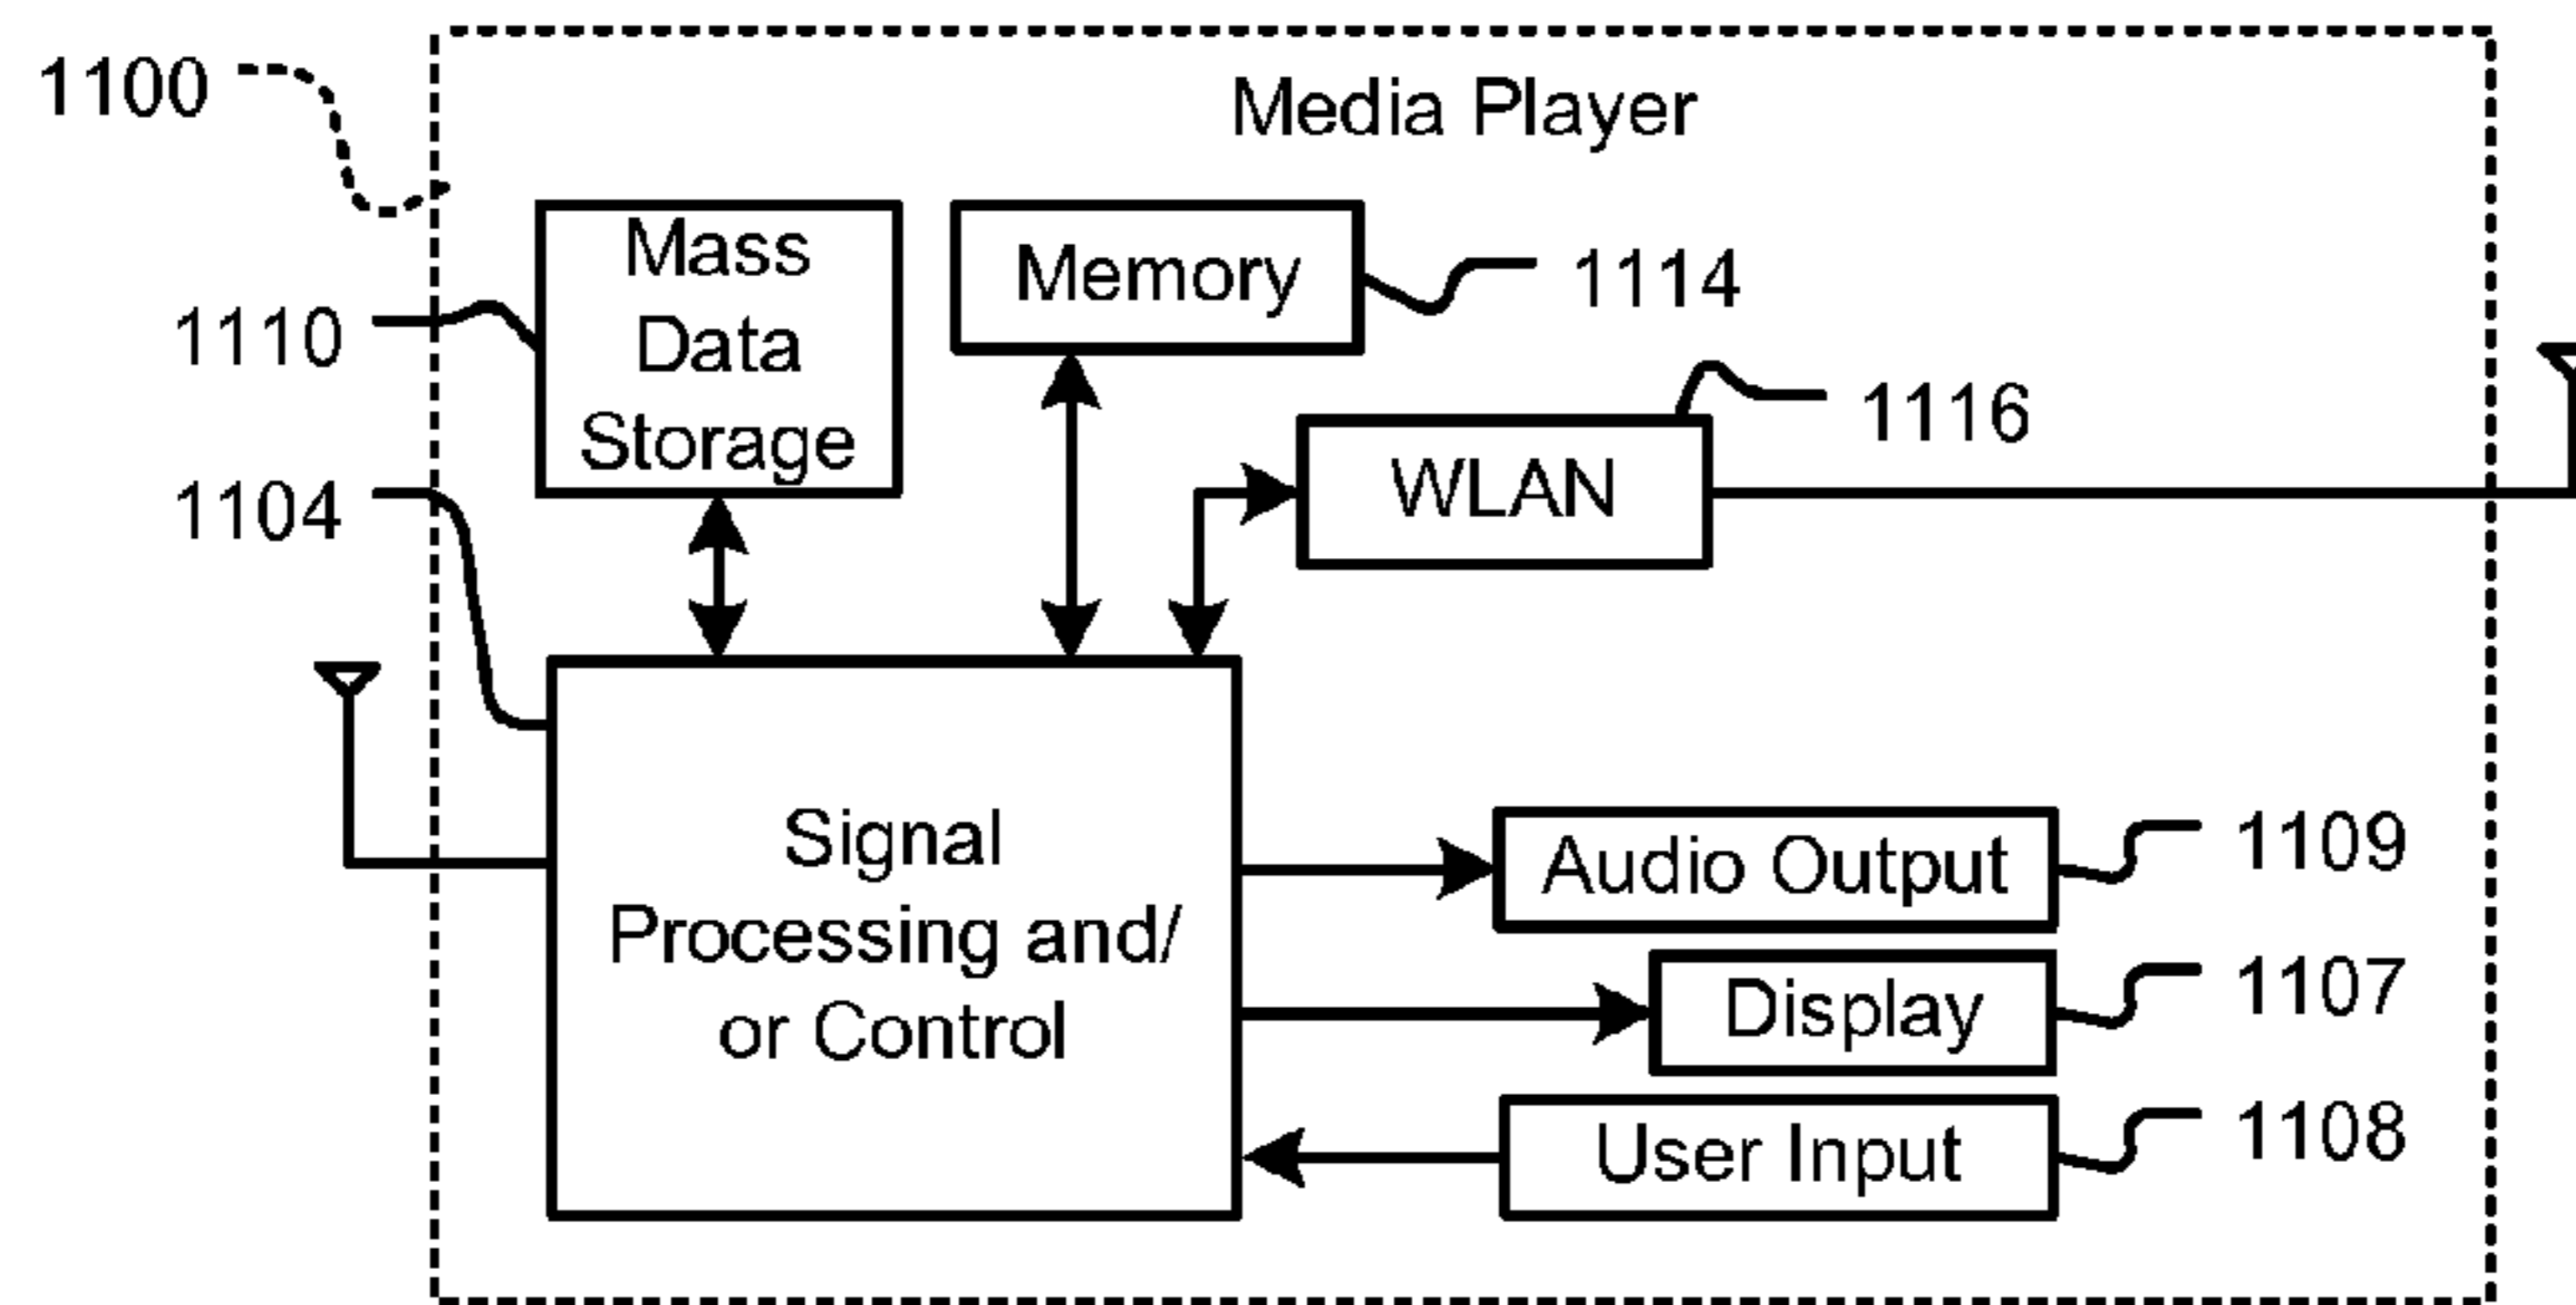 1100
Media Player
Mass
Data
Storage
Memory
1114
1110
1116
WLAN
1104
Signal
Processing and/
or Control
Audio Output
1109
Display
1107
User Input
1108